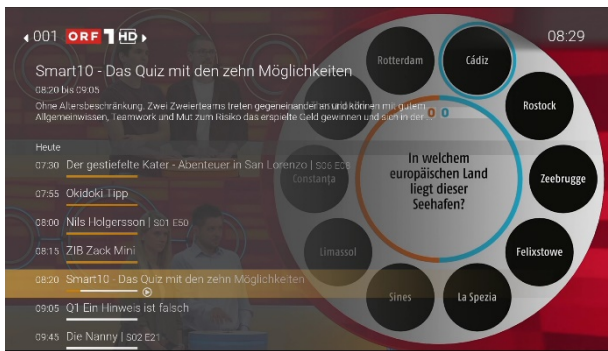 001 ORF 1 HD
08:29
Smart10 - Das Quiz mit den zehn Möglichkeiten
08:20 bis 09:05
Ohne Altersbeschränkung. Zwei Zweierteams treten gegeneinander an und können mit gutem
Allgemeinwissen, Teamwork und Mut zum Risiko das erspielte Geld gewinnen und sich in der ...
Heute
07:30 Der gestiefelte Kater - Abenteuer in San Lorenzo | S06 E08
07:55 Okidoki Tipp
08:00 Nils Holgersson | S01 E50
08:15 ZIB Zack Mini
08:20 Smart10 - Das Quiz mit den zehn Möglichkeiten
09:05 Q1 Ein Hinweis ist falsch
09:45 Die Nanny | S02 E21
0 0
In welchem
europäischen Land
liegt dieser
Seehafen?
Cádiz
Rostock
Zeebrugge
Felixstowe
La Spezia
Sines
Limassol
Constanța
Rotterdam